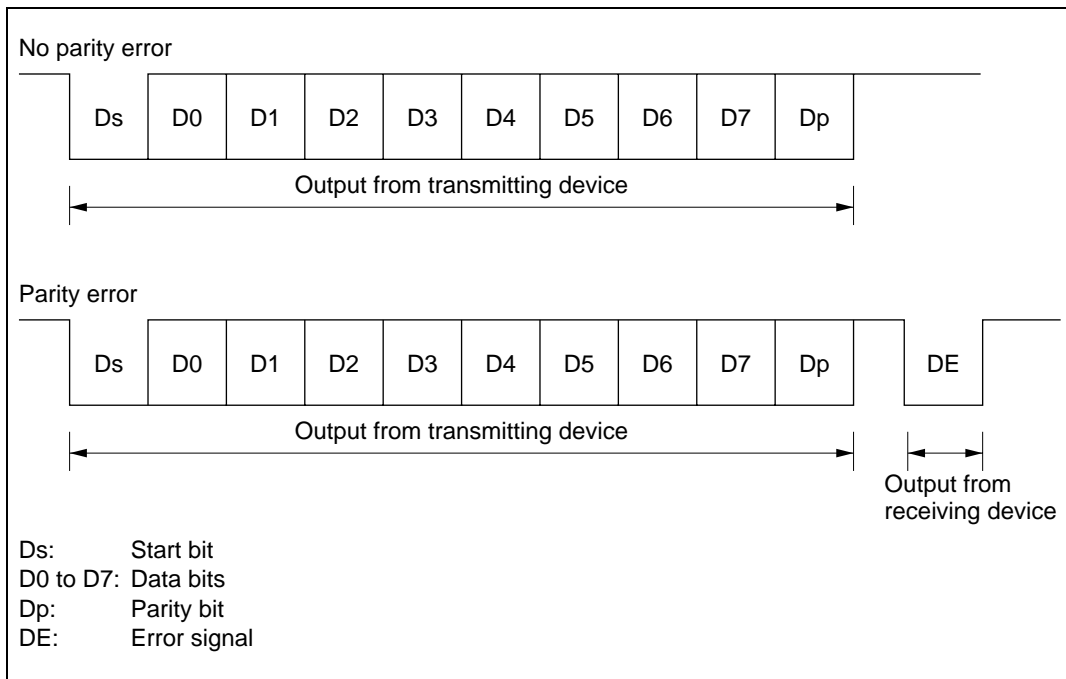 No parity error
Ds D0 D1 D2 D3 D4 D5 D6 D7 Dp
Output from transmitting device
Parity error
Ds D0 D1 D2 D3 D4 D5 D6 D7 Dp DE
Output from transmitting device
Output from
receiving device
Ds: Start bit
D0 to D7: Data bits
Dp: Parity bit
DE: Error signal